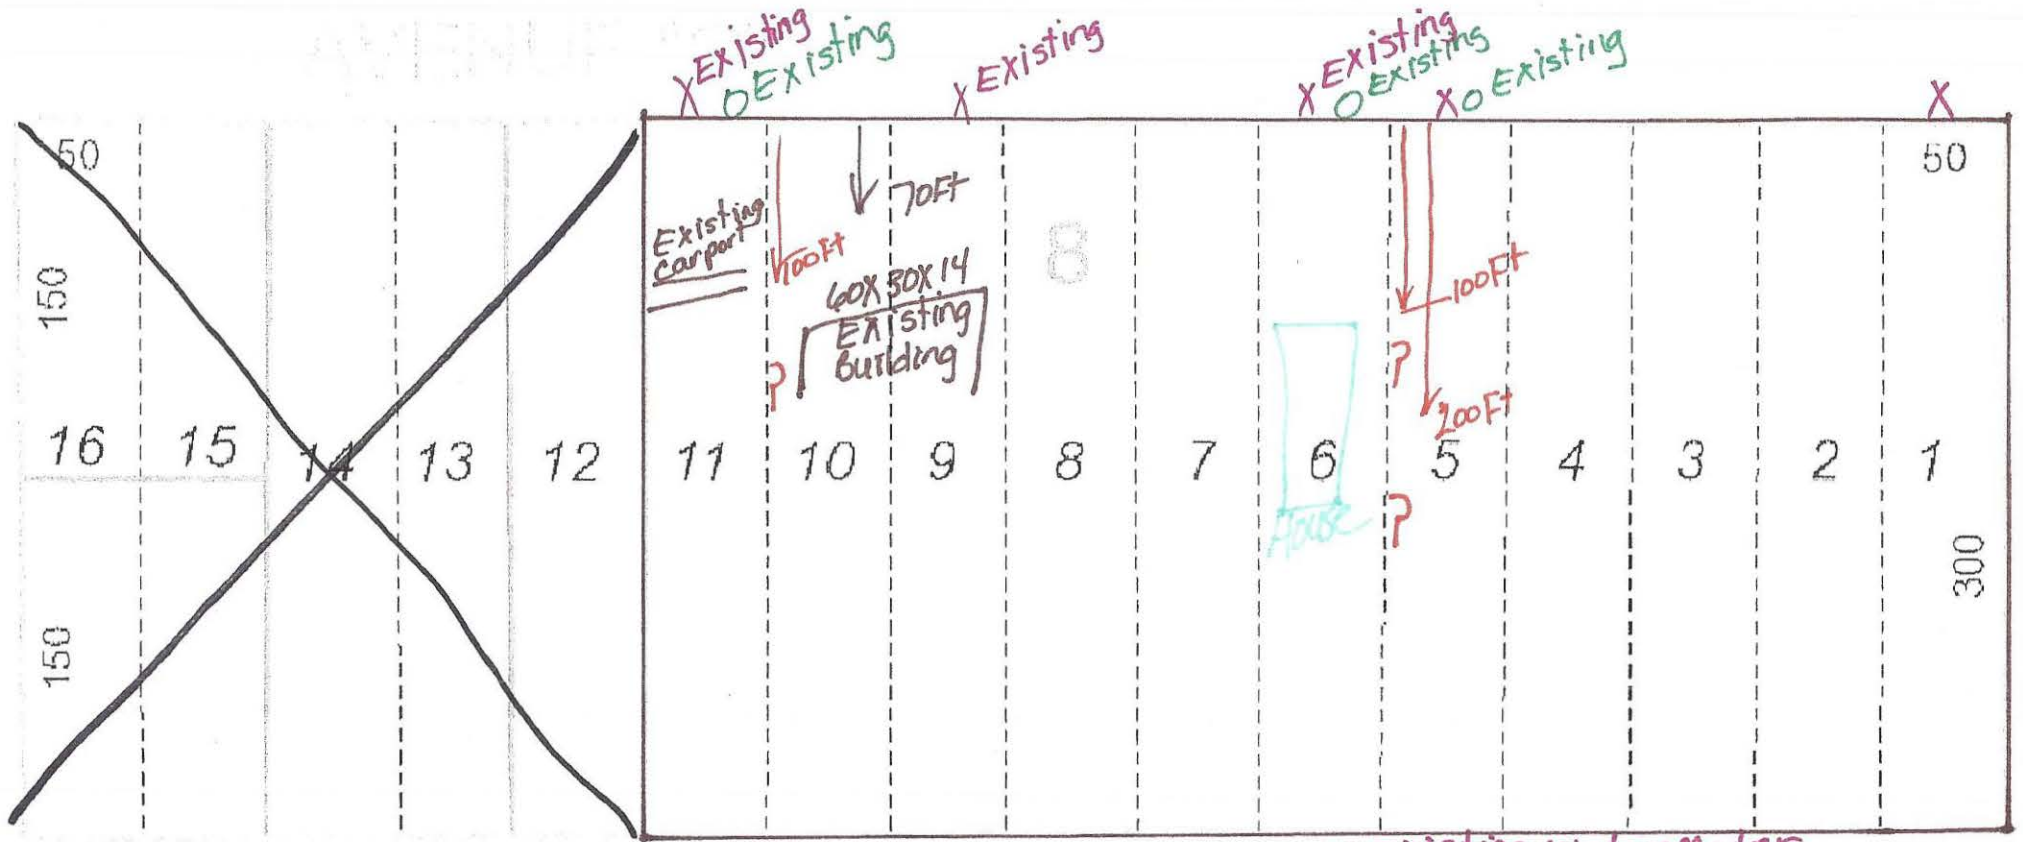 X Existing
O Existing
X Existing
X Existing
O Existing
X O Existing
X
50
50
150
Existing
carport
100Ft
70Ft
60X30X14
Existing
Building
8
100Ft
200Ft
?
?
?
16 15 14 13 12 11 10 9 8 7 6 5 4 3 2 1
House
150
300